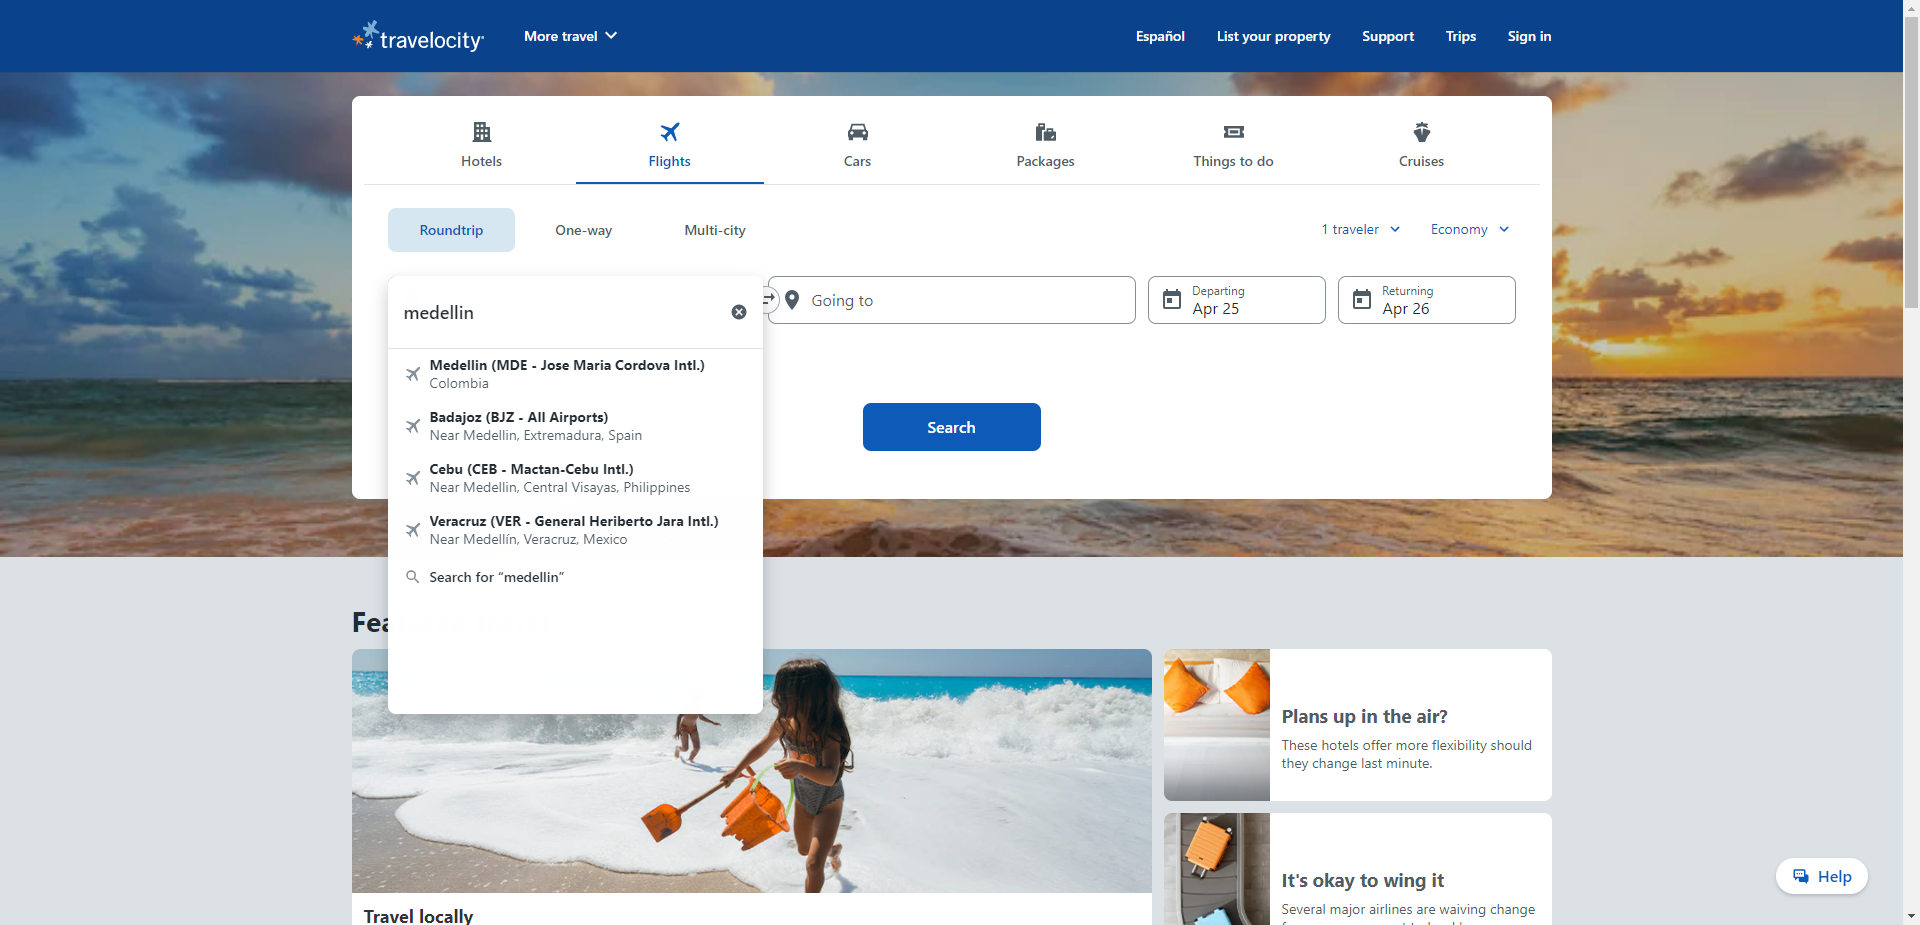 travelocity
More travel
Español
List your property
Support
Trips
Sign in
Hotels
Flights
Cars
Packages
Things to do
Cruises
Roundtrip
One-way
Multi-city
1 traveler
Economy
medellin
Going to
Departing
Apr 25
Returning
Apr 26
Medellin (MDE - Jose Maria Cordova Intl.)
Colombia
Badajoz (BJZ - All Airports)
Near Medellin, Extremadura, Spain
Cebu (CEB - Mactan-Cebu Intl.)
Near Medellin, Central Visayas, Philippines
Veracruz (VER - General Heriberto Jara Intl.)
Near Medellín, Veracruz, Mexico
Search for “medellin”
Search
Plans up in the air?
These hotels offer more flexibility should
they change last minute.
It's okay to wing it
Several major airlines are waiving change
Travel locally
Help